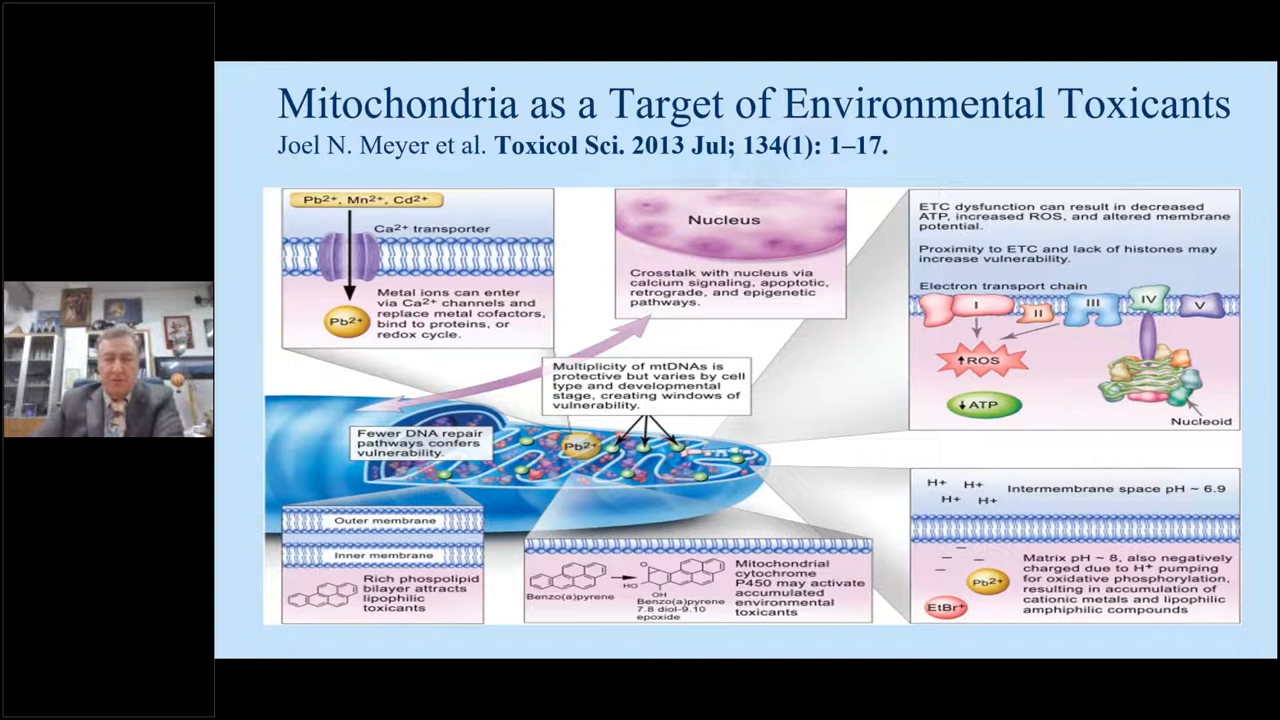 Mitochondria as a Target of Environmental Toxicants
Joel N. Meyer et al. Toxicol Sci. 2013 Jul; 134(1): 1–17.
Pb2+, Mn2+, Cd2+
Ca2+ transporter
Metal ions can enter
via Ca2+ channels and
replace metal cofactors,
bind to proteins, or
redox cycle.
Pb2+
Nucleus
Crosstalk with nucleus via
calcium signaling, apoptotic,
retrograde, and epigenetic
pathways.
ETC dysfunction can result in decreased
ATP, increased ROS, and altered membrane
potential.
Proximity to ETC and lack of histones may
increase vulnerability.
Electron transport chain
I
II
III
IV
V
V
↑ROS
↓ATP
Nucleoid
Multiplicity of mtDNAs is
protective but varies by cell
type and developmental
stage, creating windows of
vulnerability.
Fewer DNA repair
pathways confers
vulnerability.
Pb2+
Outer membrane
Inner membrane
Rich phospolipid
bilayer attracts
lipophilic
toxicants
Benzo(a)pyrene
O
HO
OH
Benzo(a)pyrene
7.8 diol-9.10
epoxide
Mitochondrial
cytochrome
P450 may activate
accumulated
environmental
toxicants
H+ H+
H+ H+
Intermembrane space pH ~ 6.9
Matrix pH ~ 8, also negatively
charged due to H+ pumping
for oxidative phosphorylation,
resulting in accumulation of
cationic metals and lipophilic
amphiphilic compounds
Pb2+
EtBr+